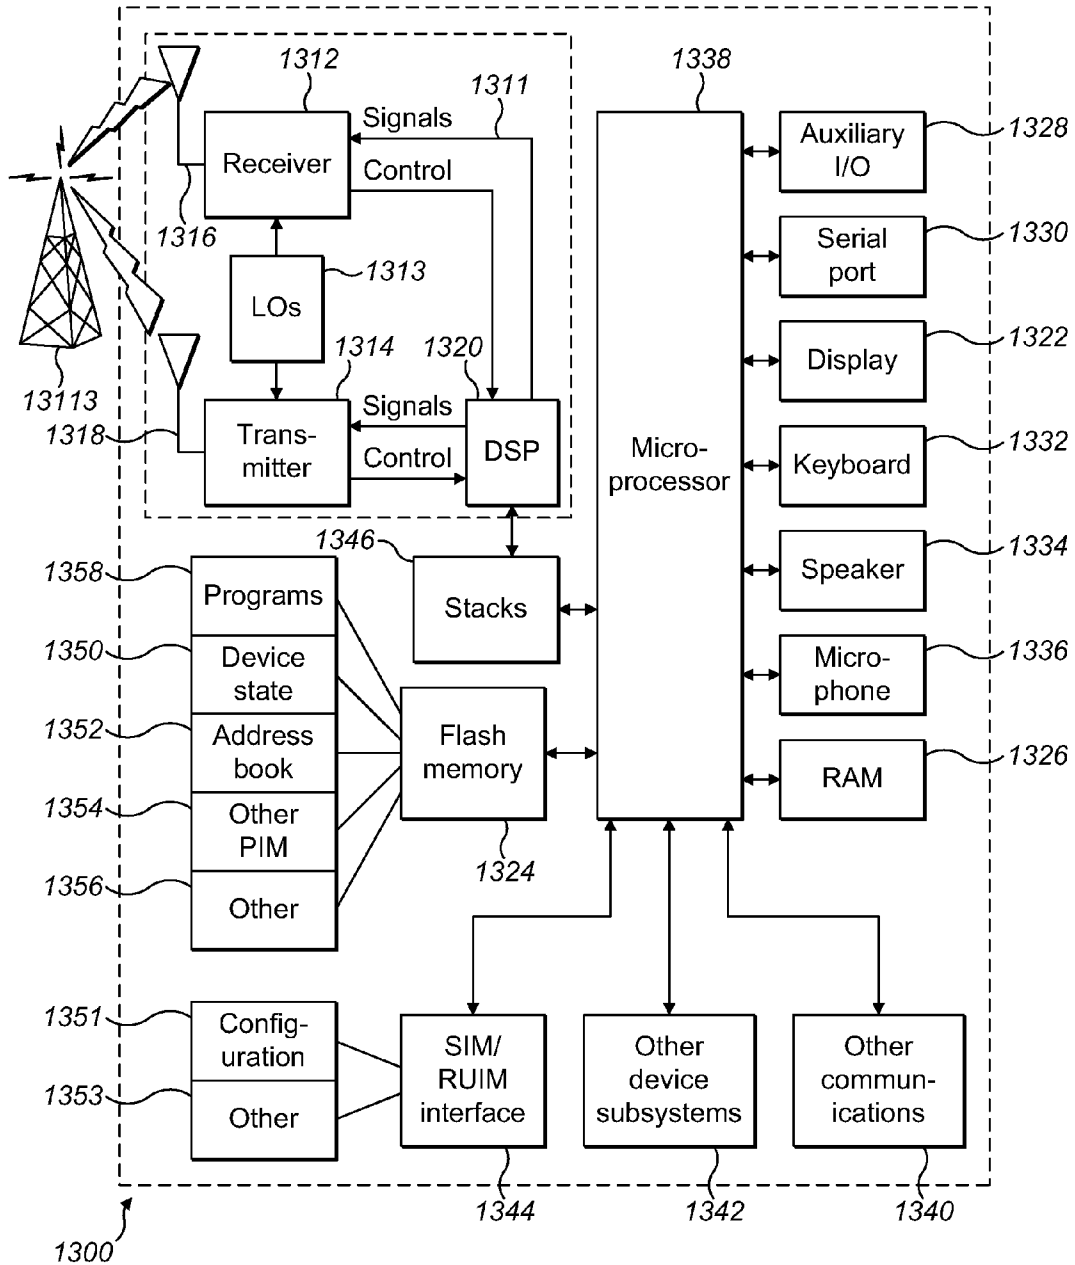 1312
1311
1338
Signals
Receiver
Control
1316
LOs
1313
1314
1320
Signals
Trans-
mitter
Control
DSP
13113
1318
Micro-
processor
Auxiliary
I/O
1328
Serial
port
1330
Display
1322
Keyboard
1332
Speaker
1334
Micro-
phone
1336
RAM
1326
1346
Stacks
1358
Programs
1350
Device
state
1352
Address
book
1354
Other
PIM
1356
Other
Flash
memory
1324
1351
Config-
uration
1353
Other
SIM/
RUIM
interface
Other
device
subsystems
Other
commun-
ications
1344
1342
1340
1300